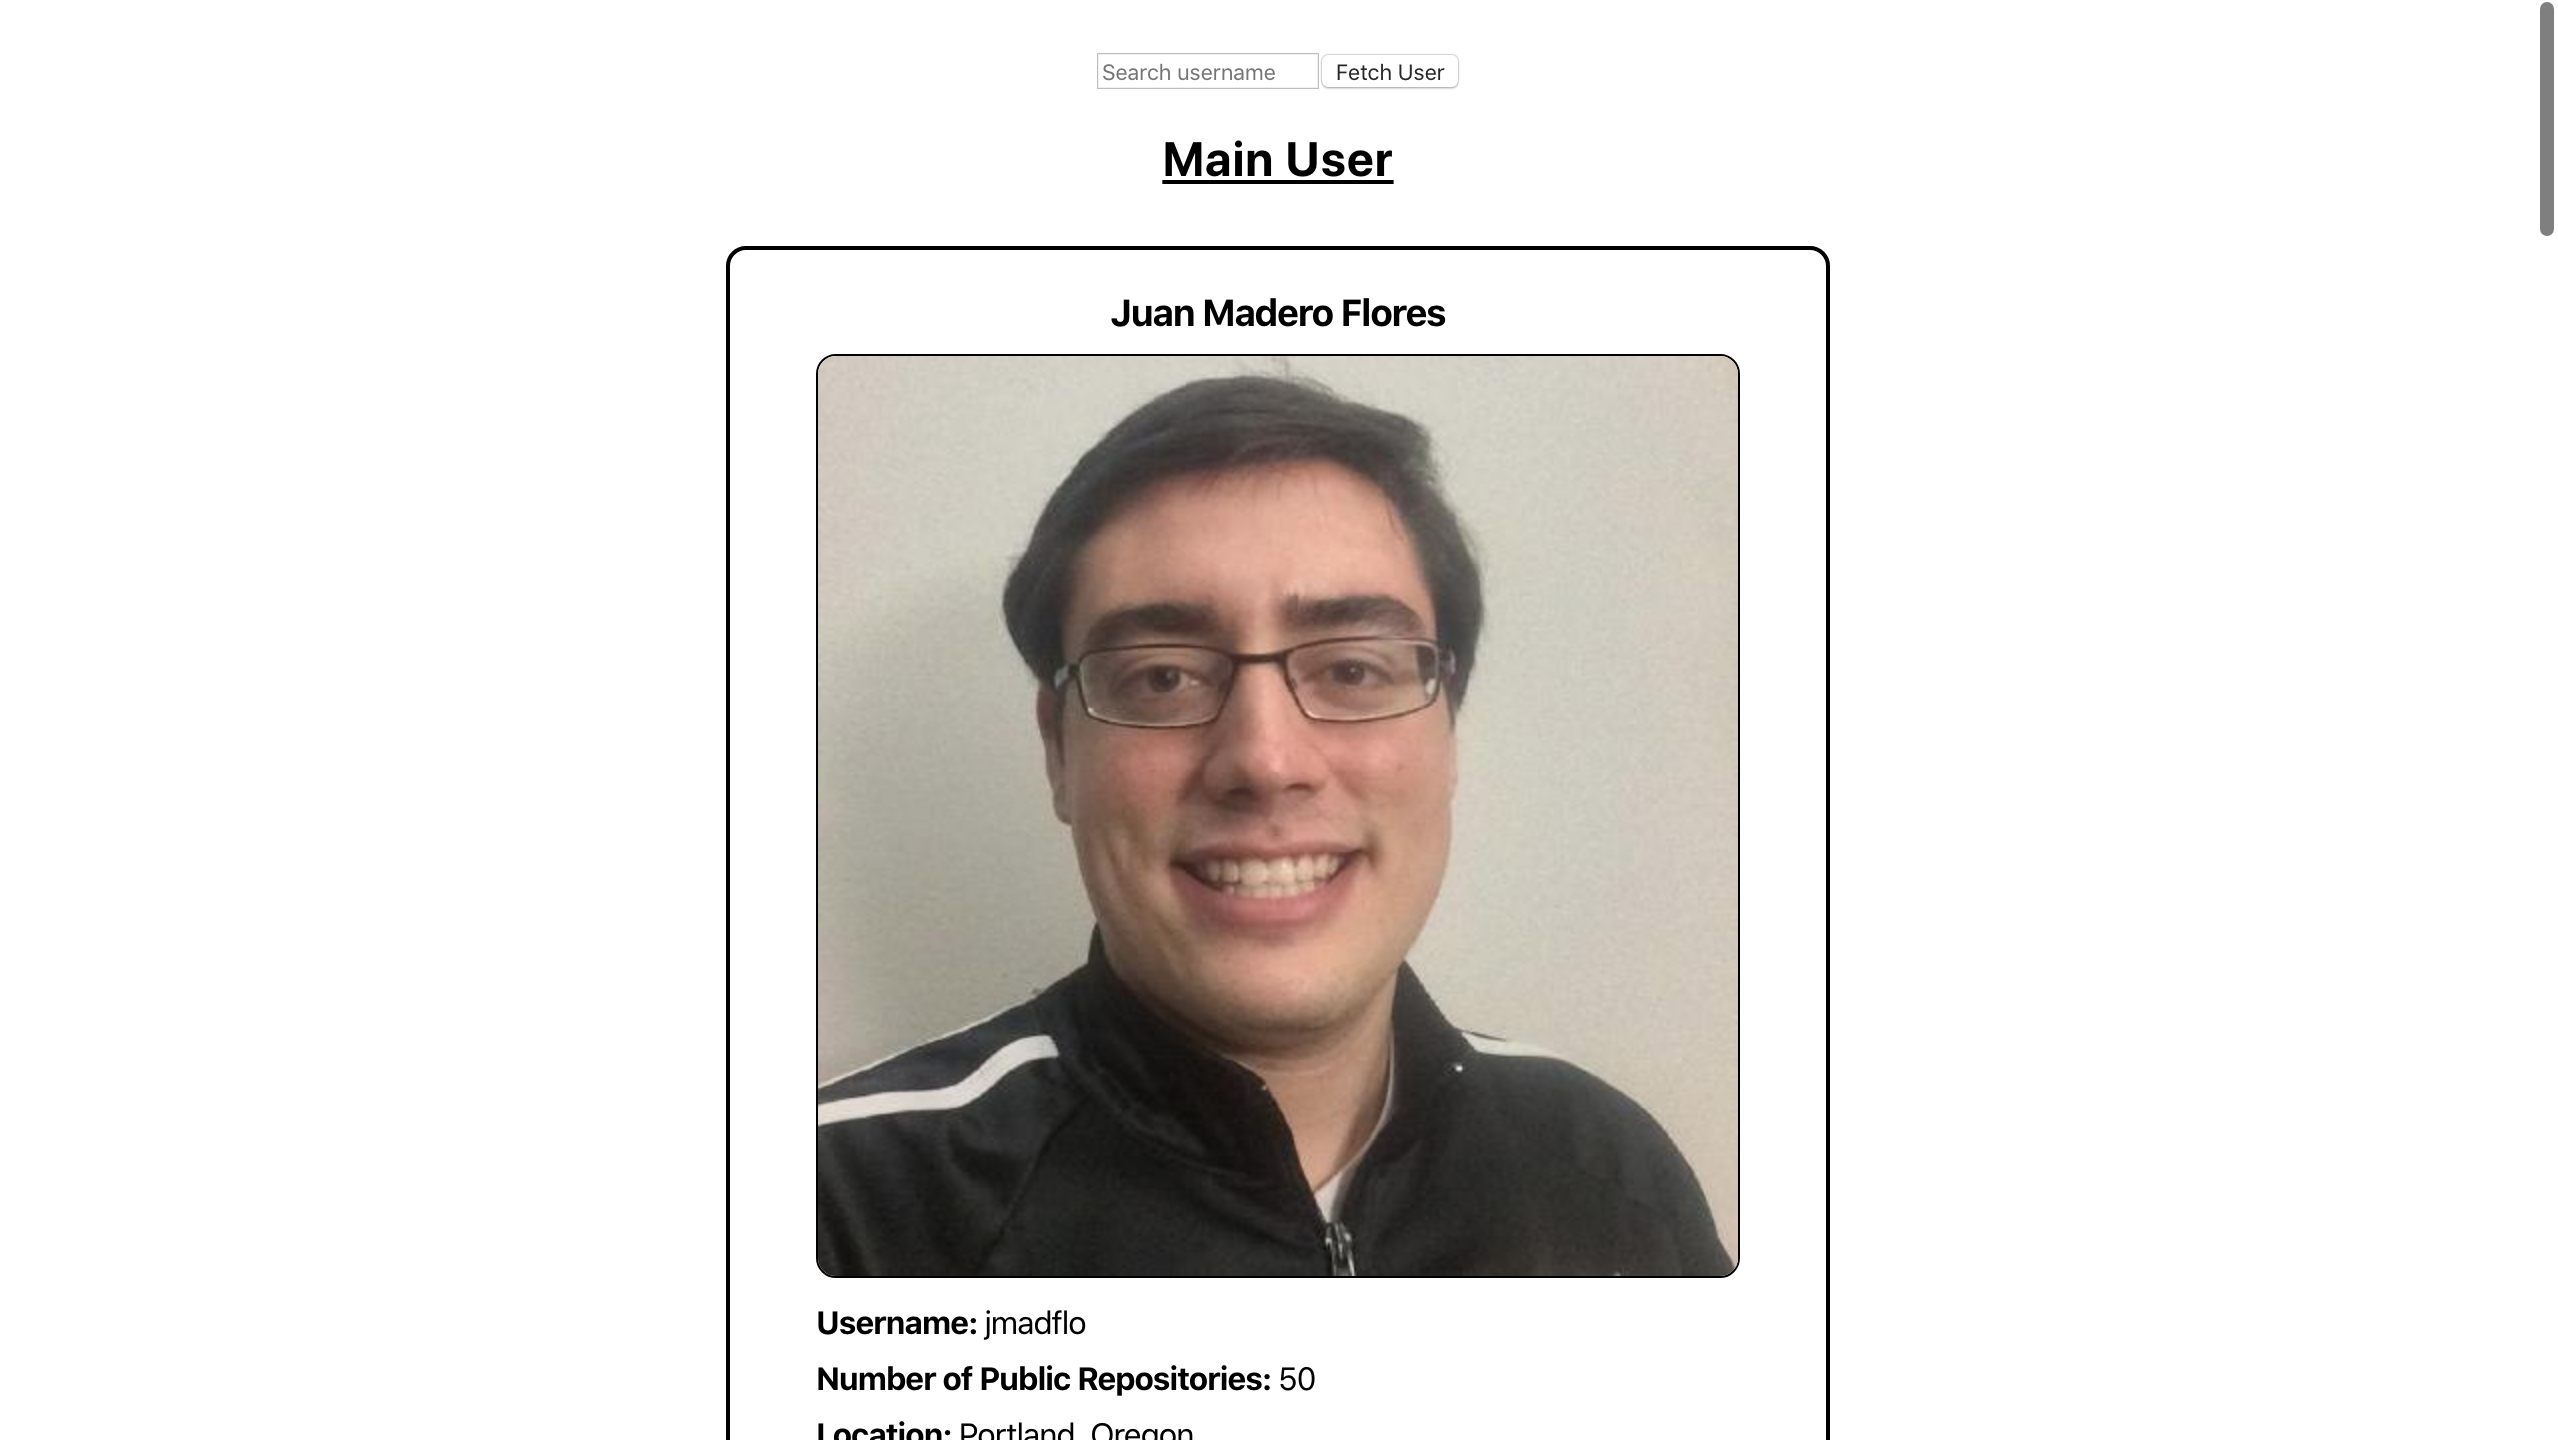 Search username Fetch User
Main User
Juan Madero Flores
Username: jmadflo
Number of Public Repositories: 50
Location: Portland, Oregon